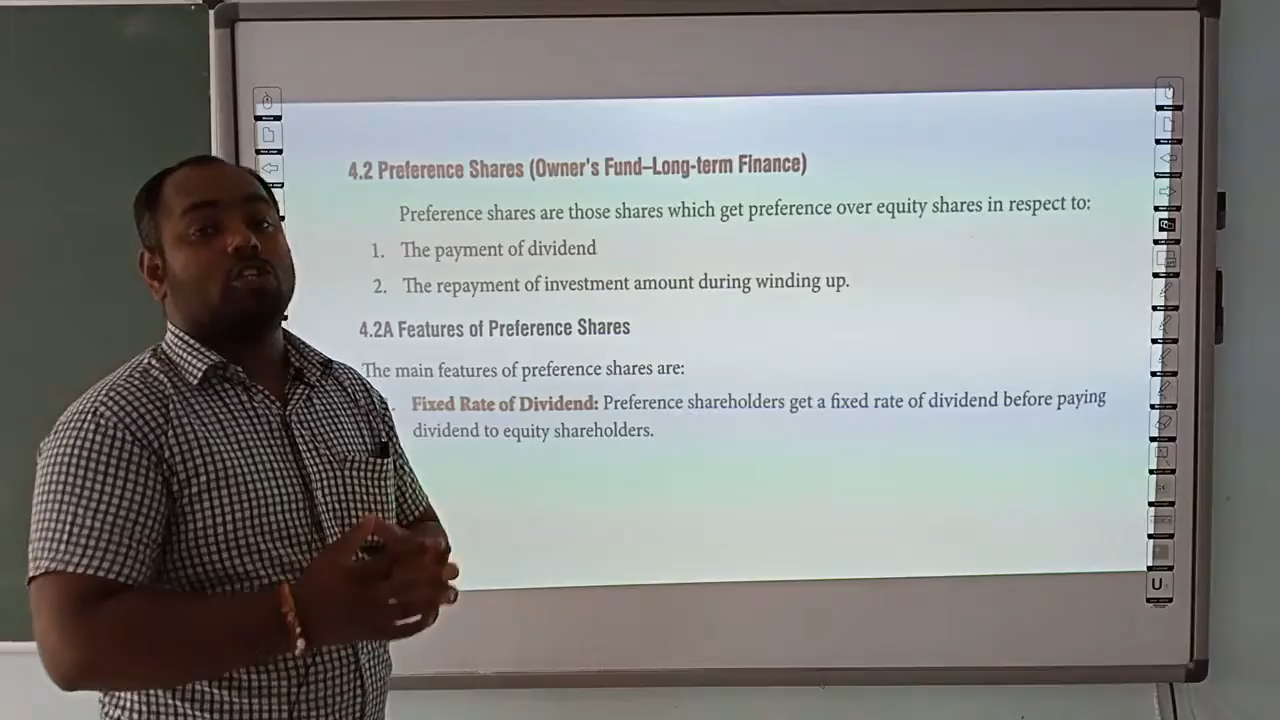 4.2 Preference Shares (Owner's Fund–Long-term Finance)
Preference shares are those shares which get preference over equity shares in respect to:
1. The payment of dividend
2. The repayment of investment amount during winding up.
4.2A Features of Preference Shares
The main features of preference shares are:
Fixed Rate of Dividend: Preference shareholders get a fixed rate of dividend before paying
dividend to equity shareholders.
U